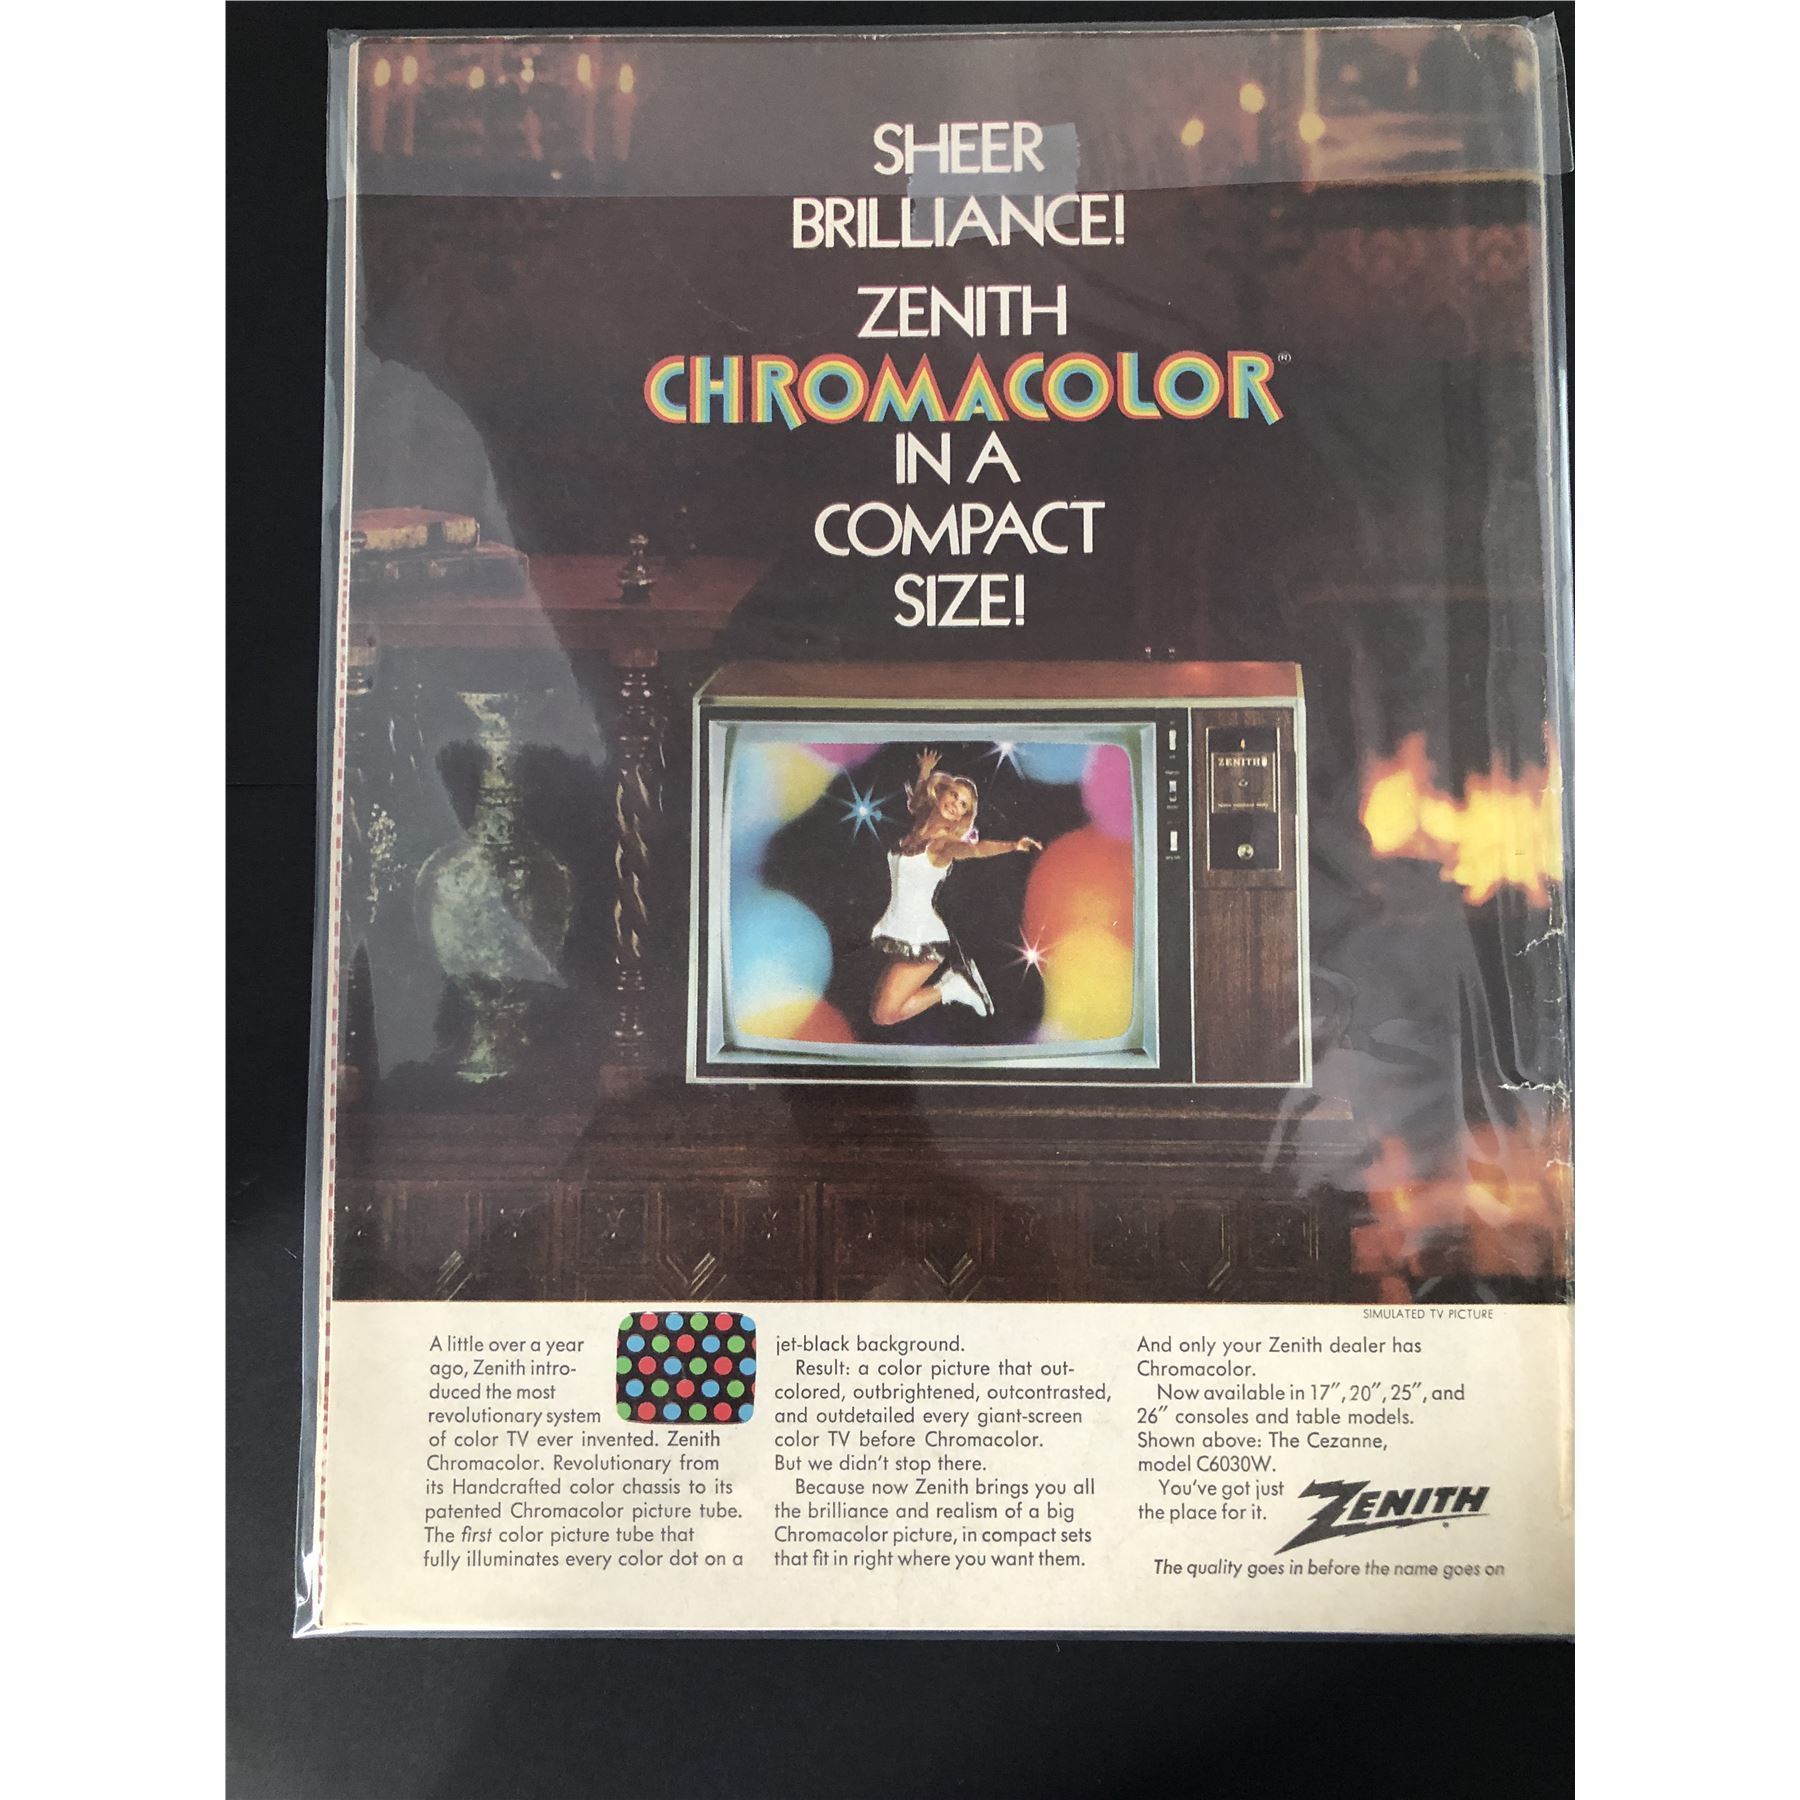 SHEER
BRILLIANCE!
ZENITH
CHROMACOLOR®
IN A
COMPACT
SIZE!
4
ZENITH
SIMULATED TV PICTURE
A little over a year
ago, Zenith intro-
duced the most
revolutionary system
of color TV ever invented. Zenith
Chromacolor. Revolutionary from
its Handcrafted color chassis to its
patented Chromacolor picture tube.
The first color picture tube that
fully illuminates every color dot on a
jet-black background.
Result: a color picture that out-
colored, outbrightened, outcontrasted,
and outdetailed every giant-screen
color TV before Chromacolor.
But we didn't stop there.
Because now Zenith brings you all
the brilliance and realism of a big
Chromacolor picture, in compact sets
that fit in right where you want them.
And only your Zenith dealer has
Chromacolor.
Now available in 17", 20", 25", and
26" consoles and table models.
Shown above: The Cezanne,
model C6030W.
You've got just
the place for it.
ZENITH
The quality goes in before the name goes on